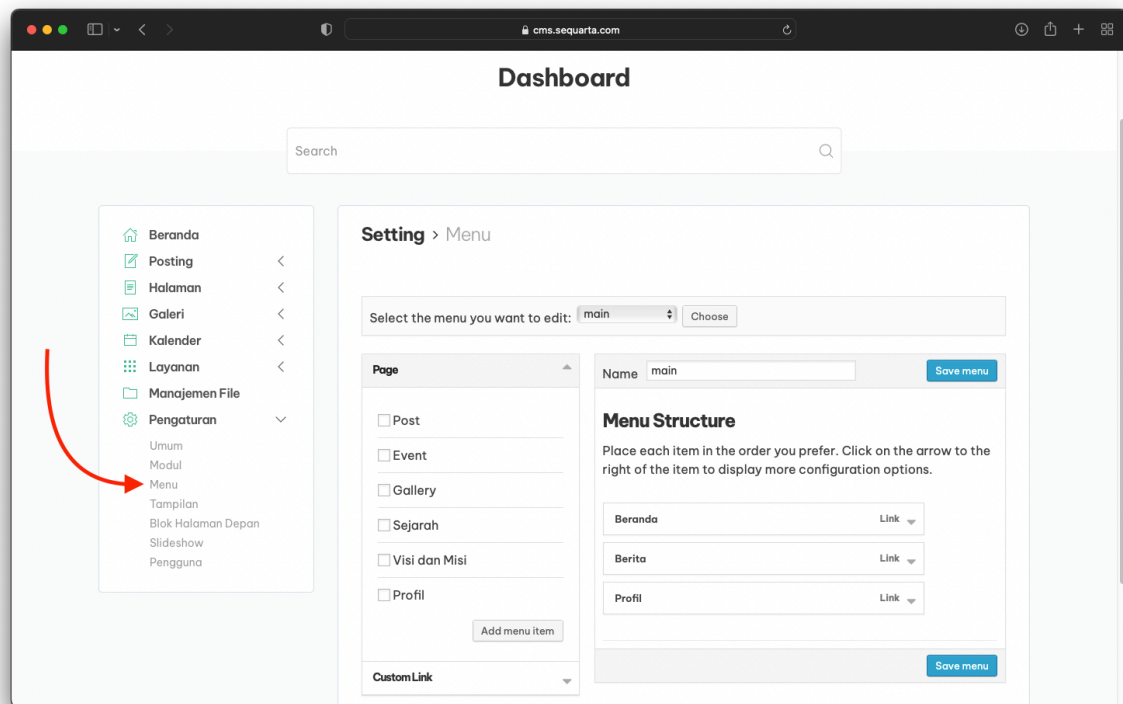 cms.sequarta.com
Dashboard
Search
Beranda
Posting
Halaman
Galeri
Kalender
Layanan
Manajemen File
Pengaturan
Umum
Modul
Menu
Tampilan
Blok Halaman Depan
Slideshow
Pengguna
Setting > Menu
Select the menu you want to edit: main Choose
Page
Post
Event
Gallery
Sejarah
Visi dan Misi
Profil
Add menu item
Custom Link
Name main Save menu
Menu Structure
Place each item in the order you prefer. Click on the arrow to the
right of the item to display more configuration options.
Beranda Link
Berita Link
Profil Link
Save menu